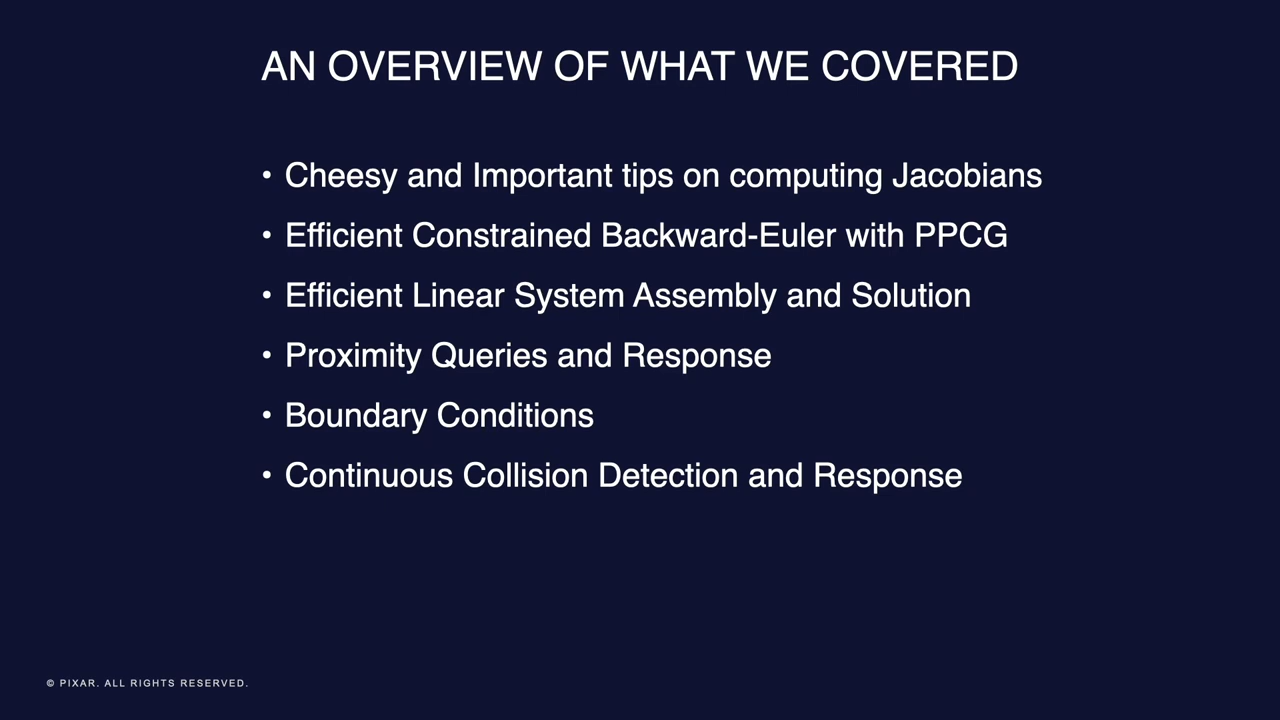 AN OVERVIEW OF WHAT WE COVERED
• Cheesy and Important tips on computing Jacobians
• Efficient Constrained Backward-Euler with PPCG
• Efficient Linear System Assembly and Solution
• Proximity Queries and Response
• Boundary Conditions
• Continuous Collision Detection and Response
© PIXAR. ALL RIGHTS RESERVED.